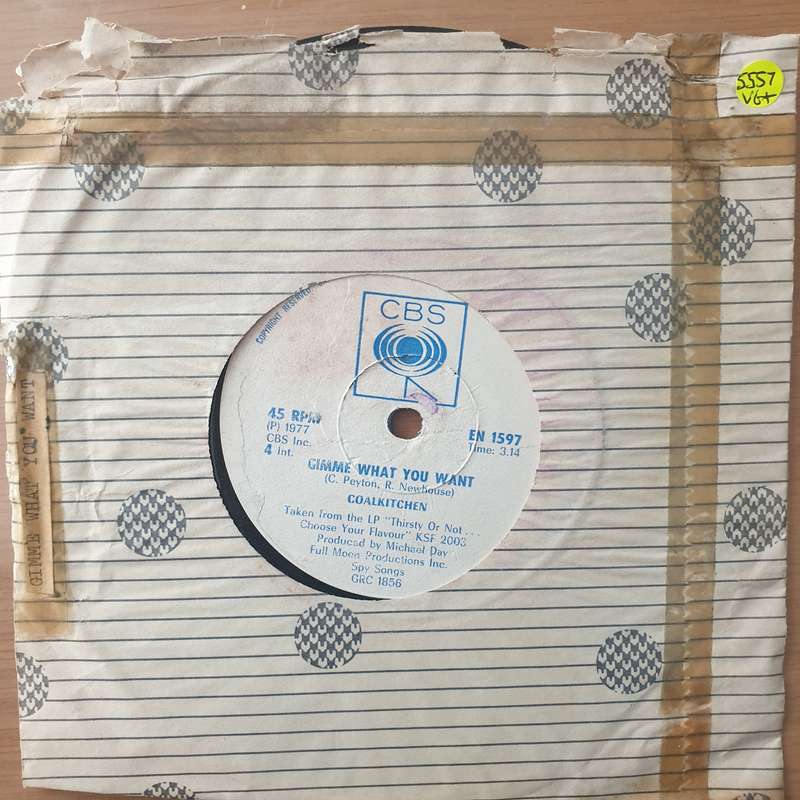 5557
VG+
COPYRIGHT RESERVED
CBS
45 RPM
(P) 1977
CBS Inc.
4 Int.
EN 1597
Time: 3.14
GIMME WHAT YOU WANT
(C. Peyton, R. Newhouse)
COALKITCHEN
Taken from the LP "Thirsty Or Not...
Choose Your Flavour" KSF 2003
Produced by Michael Day
Full Moon Productions Inc.
Spy Songs
GRC 1856
GIMME WHAT YOU WANT